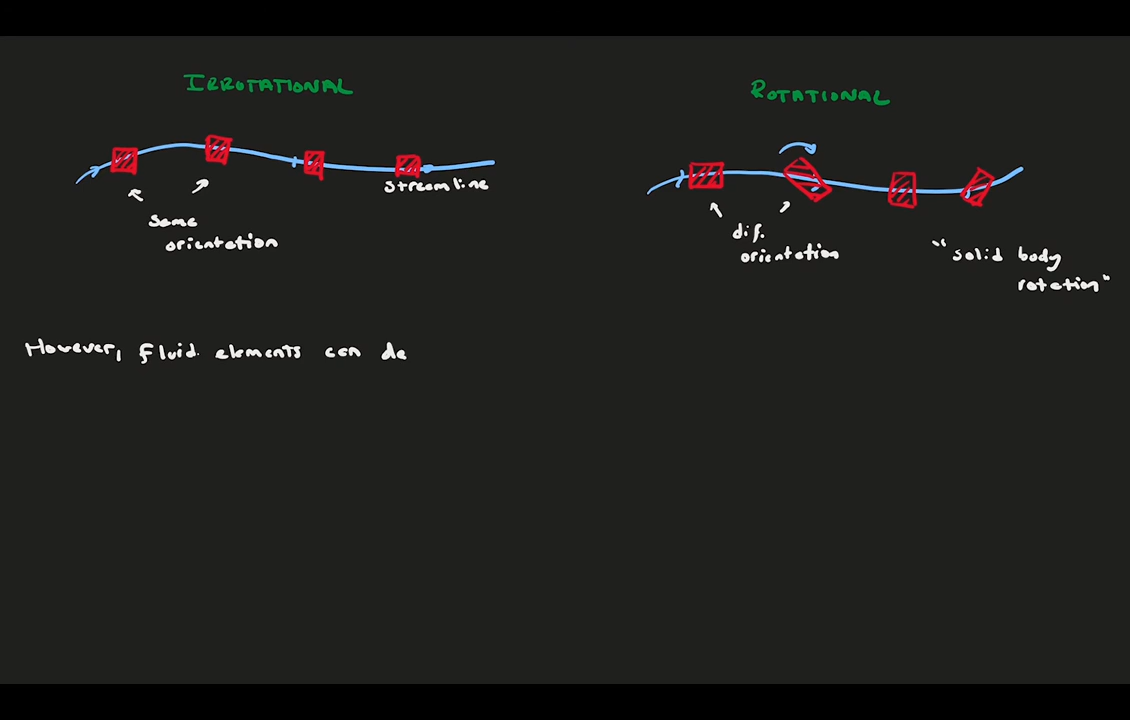 IRROTATIONAL
ROTATIONAL
streamline
Same
orientation
dif.
orientation
"solid body
rotation"
However, fluid elements can de